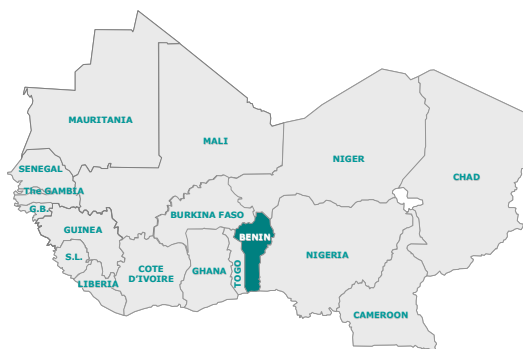 MAURITANIA
MALI
NIGER
CHAD
SENEGAL
The GAMBIA
G.B.
BURKINA FASO
GUINEA
BENIN
NIGERIA
S.L.
COTE
D'IVOIRE
GHANA
TOGO
LIBERIA
CAMEROON